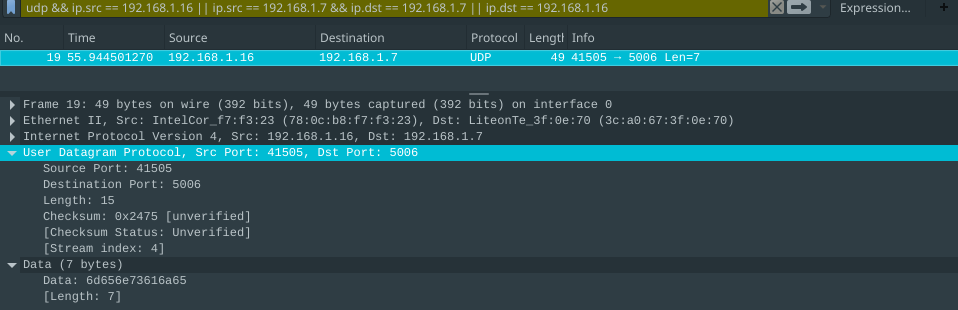 udp && ip.src == 192.168.1.16 || ip.src == 192.168.1.7 && ip.dst == 192.168.1.7 || ip.dst == 192.168.1.16 Expression... +
No. Time Source Destination Protocol Length Info
19 55.944501270 192.168.1.16 192.168.1.7 UDP 49 41505 → 5006 Len=7
Frame 19: 49 bytes on wire (392 bits), 49 bytes captured (392 bits) on interface 0
Ethernet II, Src: IntelCor_f7:f3:23 (78:0c:b8:f7:f3:23), Dst: LiteonTe_3f:0e:70 (3c:a0:67:3f:0e:70)
Internet Protocol Version 4, Src: 192.168.1.16, Dst: 192.168.1.7
User Datagram Protocol, Src Port: 41505, Dst Port: 5006
Source Port: 41505
Destination Port: 5006
Length: 15
Checksum: 0x2475 [unverified]
[Checksum Status: Unverified]
[Stream index: 4]
Data (7 bytes)
Data: 6d656e73616a65
[Length: 7]